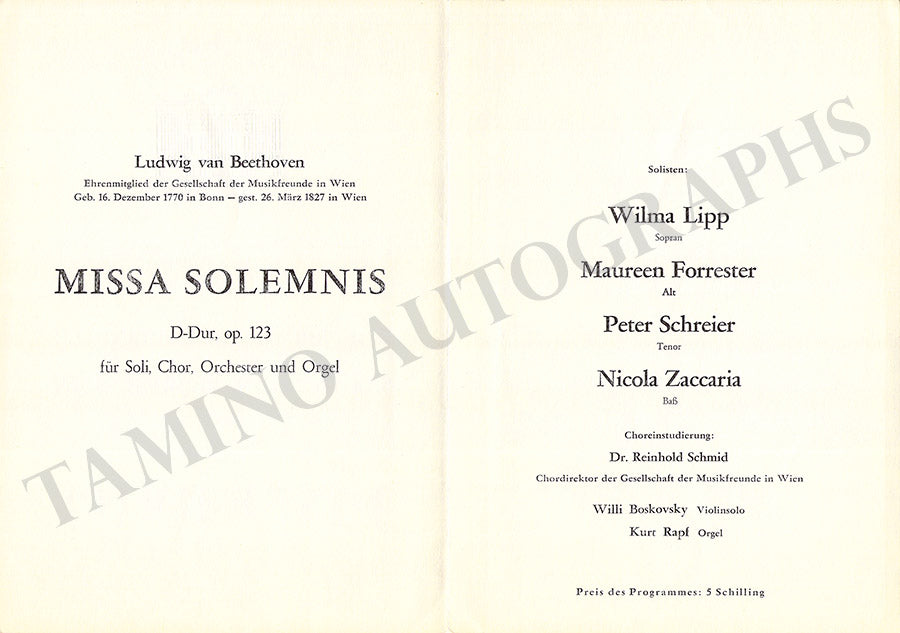 Ludwig van Beethoven
Ehrenmitglied der Gesellschaft der Musikfreunde in Wien
Geb. 16. Dezember 1770 in Bonn – gest. 26. März 1827 in Wien
MISSA SOLEMNIS
D-Dur, op. 123
für Soli, Chor, Orchester und Orgel
Solisten:
Wilma Lipp
Sopran
Maureen Forrester
Alt
Peter Schreier
Tenor
Nicola Zaccaria
Baß
Choreinstudierung:
Dr. Reinhold Schmid
Chordirektor der Gesellschaft der Musikfreunde in Wien
Willi Boskovsky Violinsolo
Kurt Rapf Orgel
Preis des Programmes: 5 Schilling
TAMINO AUTOGRAPHS